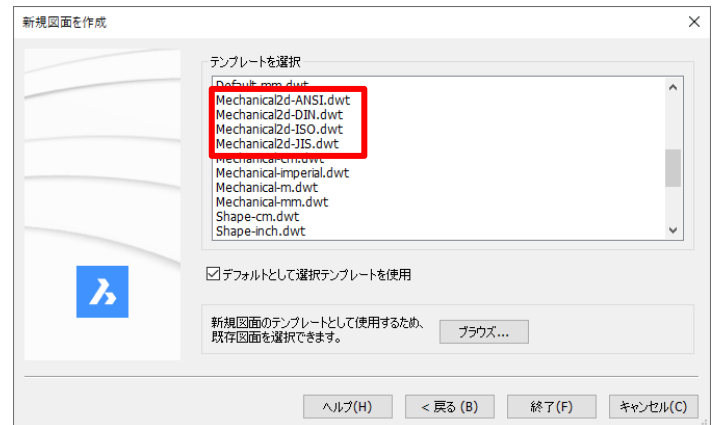 新規図面を作成
テンプレートを選択
Default-mm.dwt
Mechanical2d-ANSI.dwt
Mechanical2d-DIN.dwt
Mechanical2d-ISO.dwt
Mechanical2d-JIS.dwt
Mechanical-cm.dwt
Mechanical-imperial.dwt
Mechanical-m.dwt
Mechanical-mm.dwt
Shape-cm.dwt
Shape-inch.dwt
デフォルトとして選択テンプレートを使用
新規図面のテンプレートとして使用するため、
既存図面を選択できます。
ブラウズ...
ヘルプ(H)
< 戻る (B)
終了(F)
キャンセル(C)